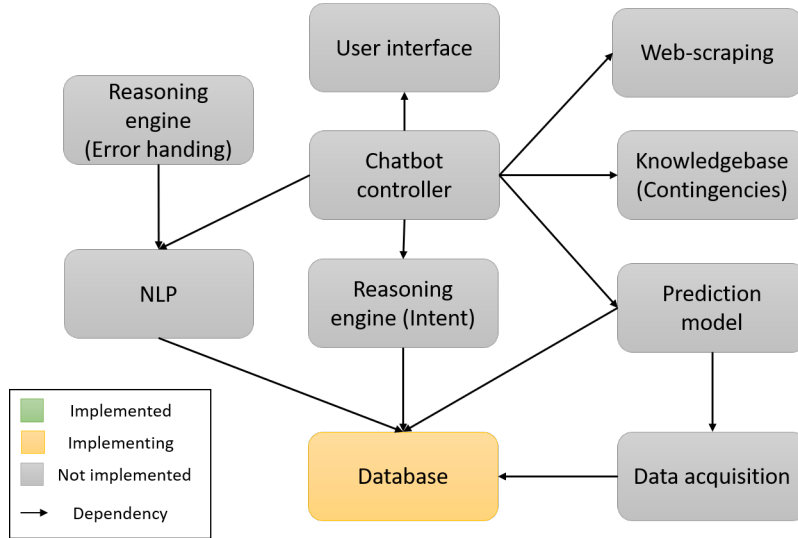 User interface
Web-scraping
Reasoning
engine
(Error handing)
Chatbot
controller
Knowledgebase
(Contingencies)
NLP
Reasoning
engine (Intent)
Prediction
model
Implemented
Implementing
Not implemented
Dependency
Database
Data acquisition